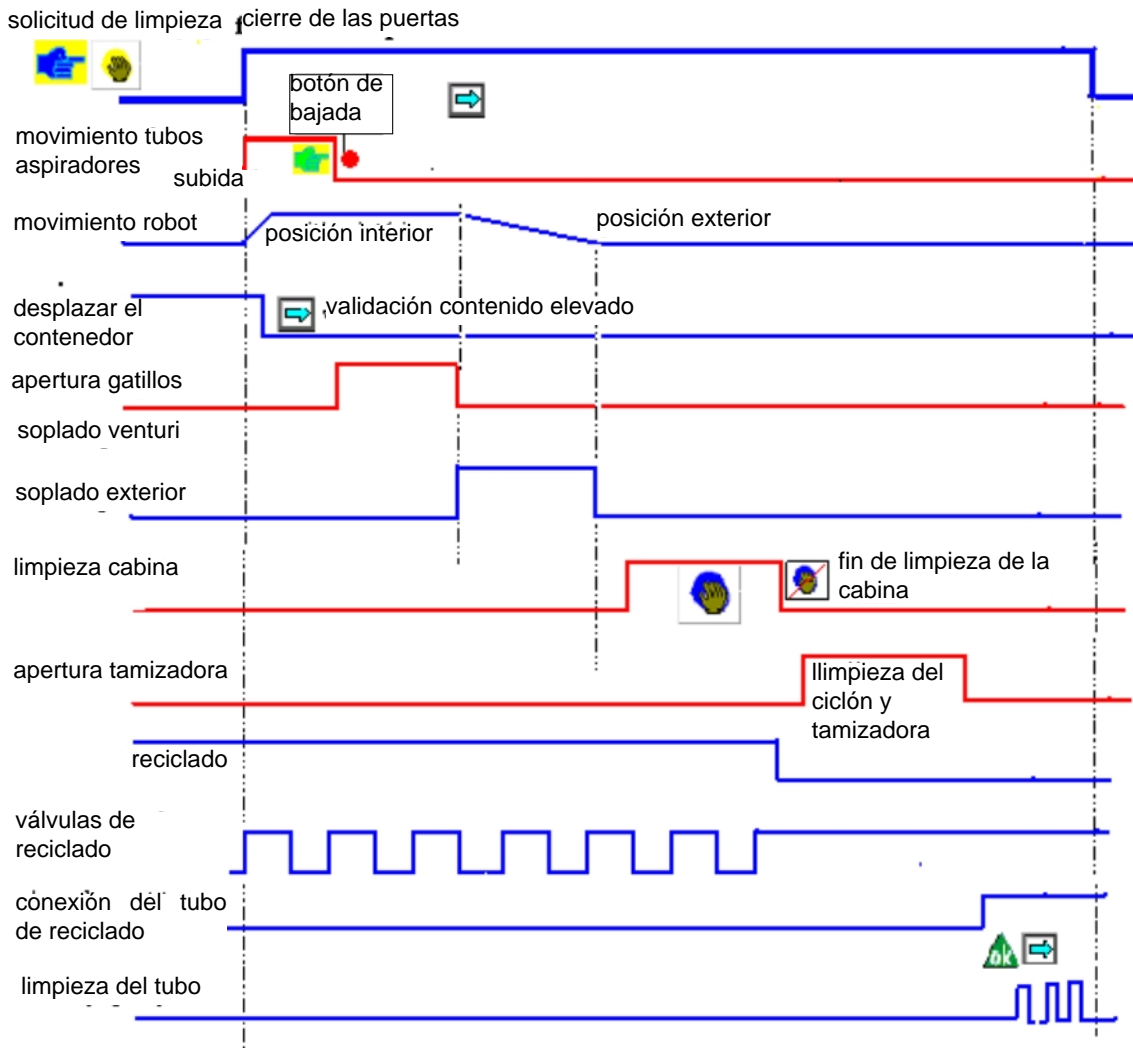 solicitud de limpieza cierre de las puertas
botón de
bajada
movimiento tubos
aspiradores
subida
movimiento robot
posición interior
posición exterior
desplazar el
contenedor
validación contenido elevado
apertura gatillos
soplado venturi
soplado exterior
limpieza cabina
fin de limpieza de la
cabina
apertura tamizadora
llimpieza del
ciclón y
tamizadora
reciclado
válvulas de
reciclado
conexión del tubo
de reciclado
ok
limpieza del tubo